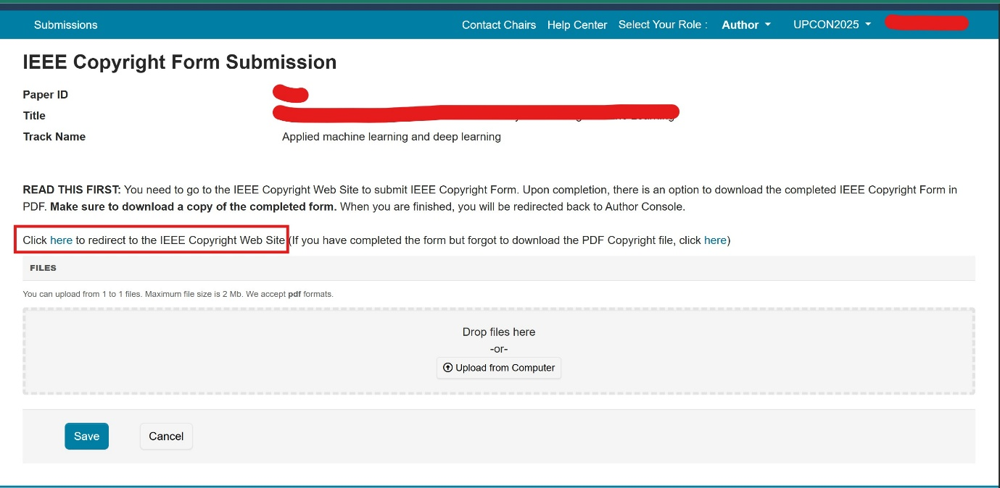 Submissions
Contact Chairs Help Center Select Your Role : Author UPCON2025
IEEE Copyright Form Submission
Paper ID
Title
Track Name Applied machine learning and deep learning
READ THIS FIRST: You need to go to the IEEE Copyright Web Site to submit IEEE Copyright Form. Upon completion, there is an option to download the completed IEEE Copyright Form in
PDF. Make sure to download a copy of the completed form. When you are finished, you will be redirected back to Author Console.
Click here to redirect to the IEEE Copyright Web Site (If you have completed the form but forgot to download the PDF Copyright file, click here)
FILES
You can upload from 1 to 1 files. Maximum file size is 2 Mb. We accept pdf formats.
Drop files here
-or-
Upload from Computer
Save Cancel